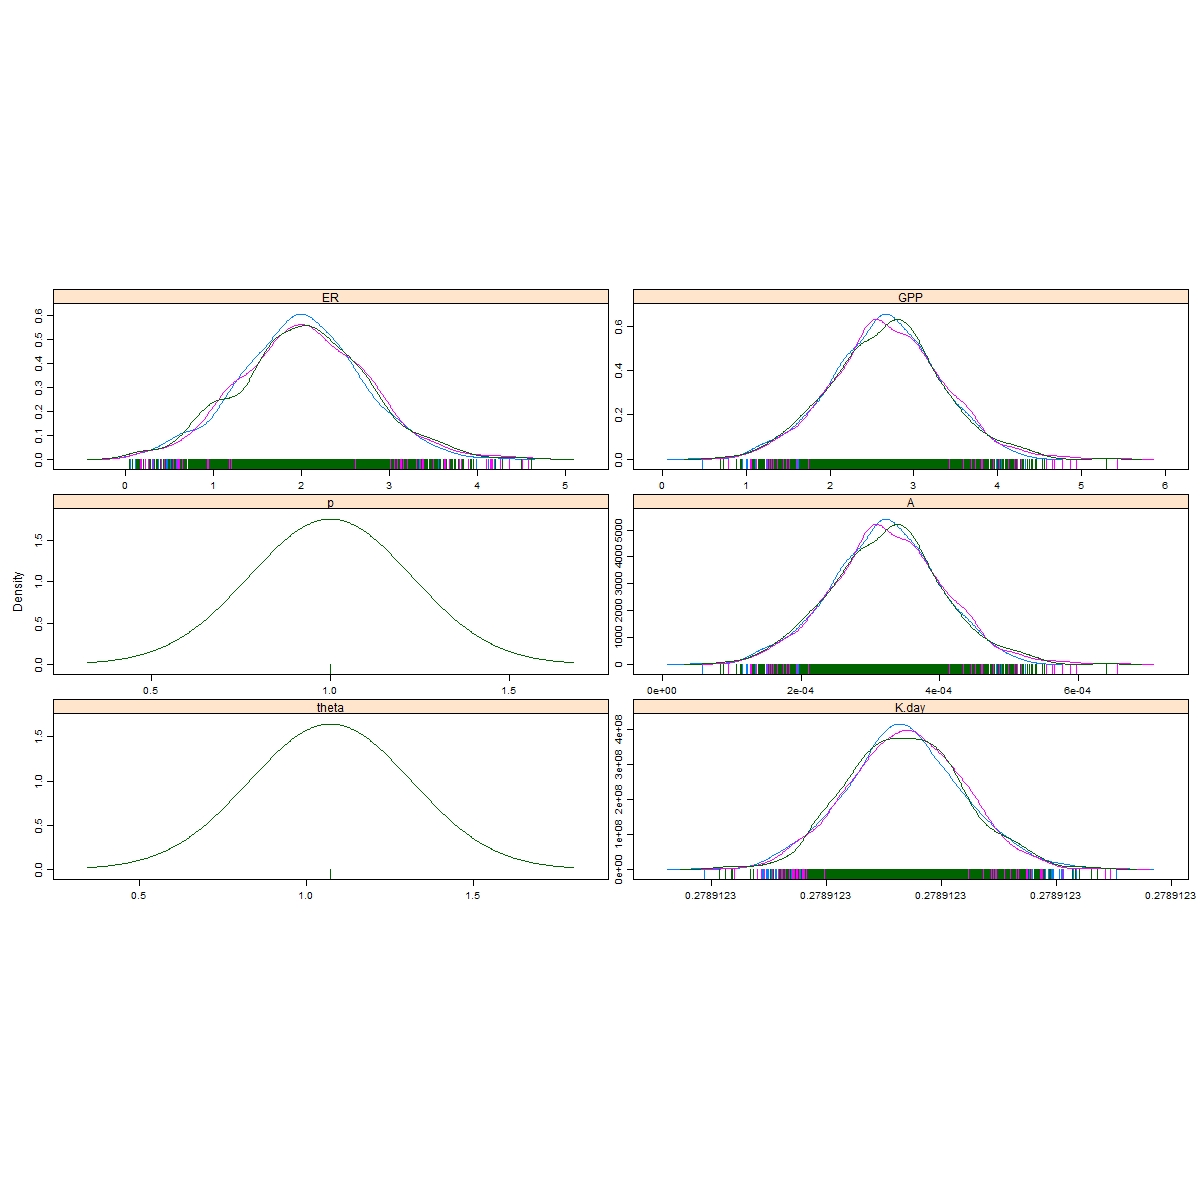 ER
0.0 0.1 0.2 0.3 0.4 0.5 0.6
0 1 2 3 4 5
GPP
0.0 0.2 0.4 0.6
0 1 2 3 4 5 6
p
Density
0.0 0.5 1.0 1.5
0.5 1.0 1.5
A
0 1000 2000 3000 4000 5000
0e+00 2e-04 4e-04 6e-04
theta
0.0 0.5 1.0 1.5
0.5 1.0 1.5
K.day
0e+00 1e+08 2e+08 3e+08 4e+08
0.2789123 0.2789123 0.2789123 0.2789123 0.2789123